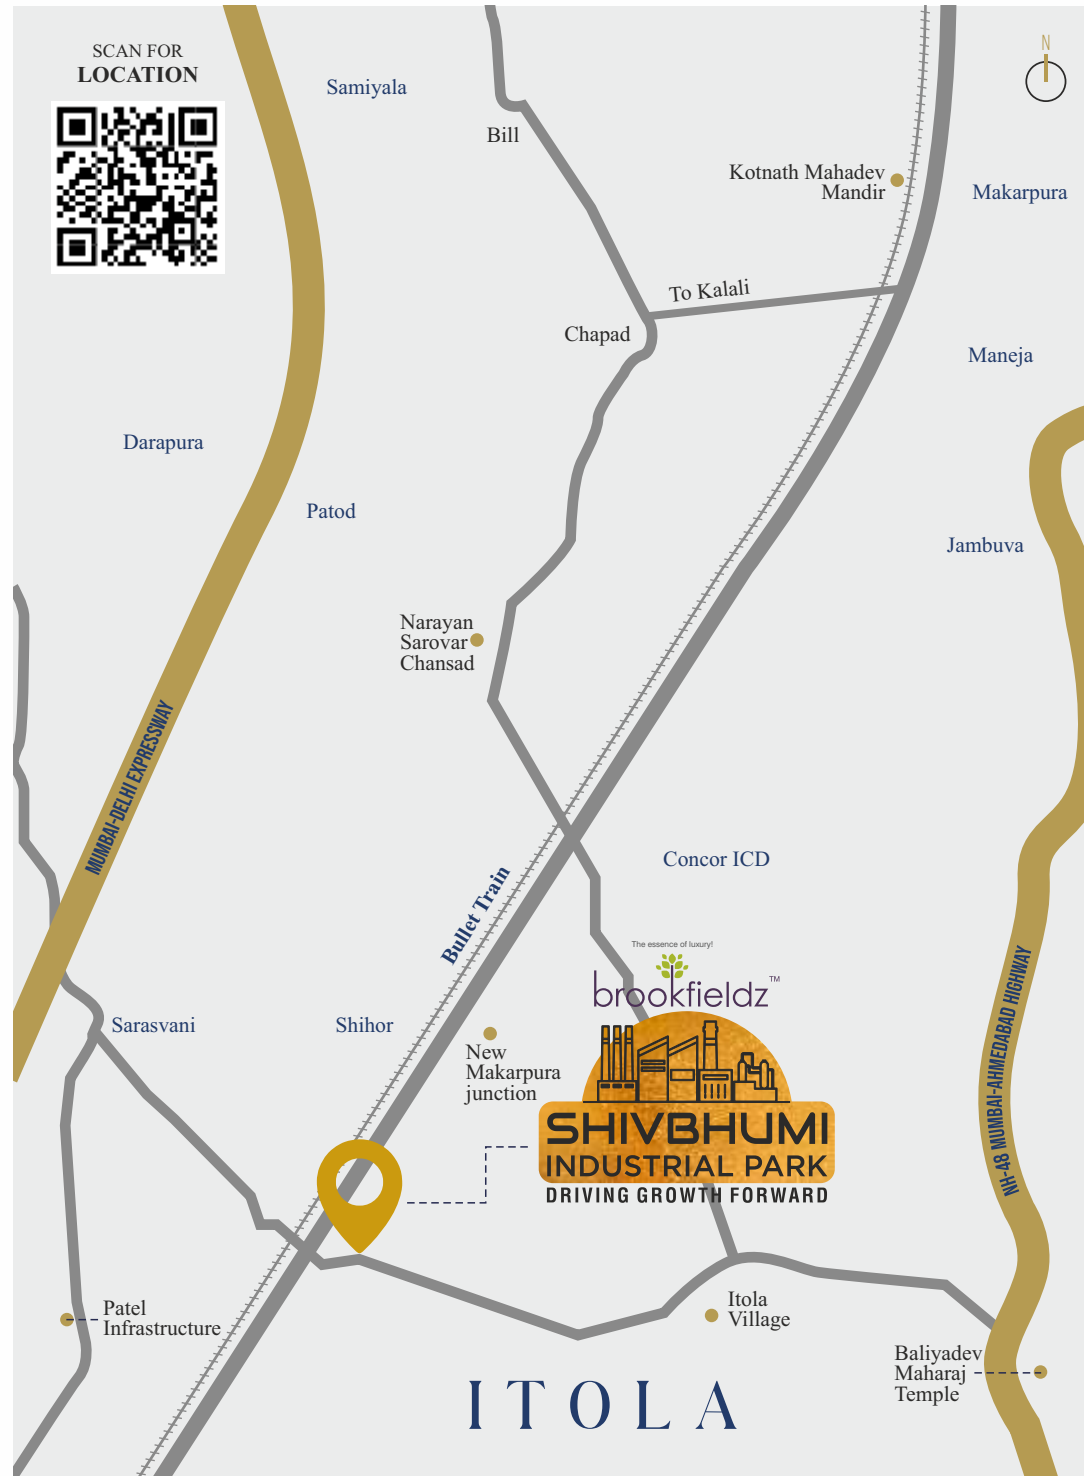 SCAN FOR
LOCATION
N
Samiyala
Bill
Kotnath Mahadev
Mandir
Makarpura
To Kalali
Chapad
Maneja
Darapura
Patod
Jambuva
Narayan
Sarovar
Chansad
MUMBAI-DELHI EXPRESSWAY
Concor ICD
Bullet Train
The essence of luxury!
brookfieldz™
NH-48 MUMBAI-AHMEDABAD HIGHWAY
Sarasvani
Shihor
New
Makarpura
junction
SHIVBHUMI
INDUSTRIAL PARK
DRIVING GROWTH FORWARD
Patel
Infrastructure
Itola
Village
Baliyadev
Maharaj
Temple
ITOLA